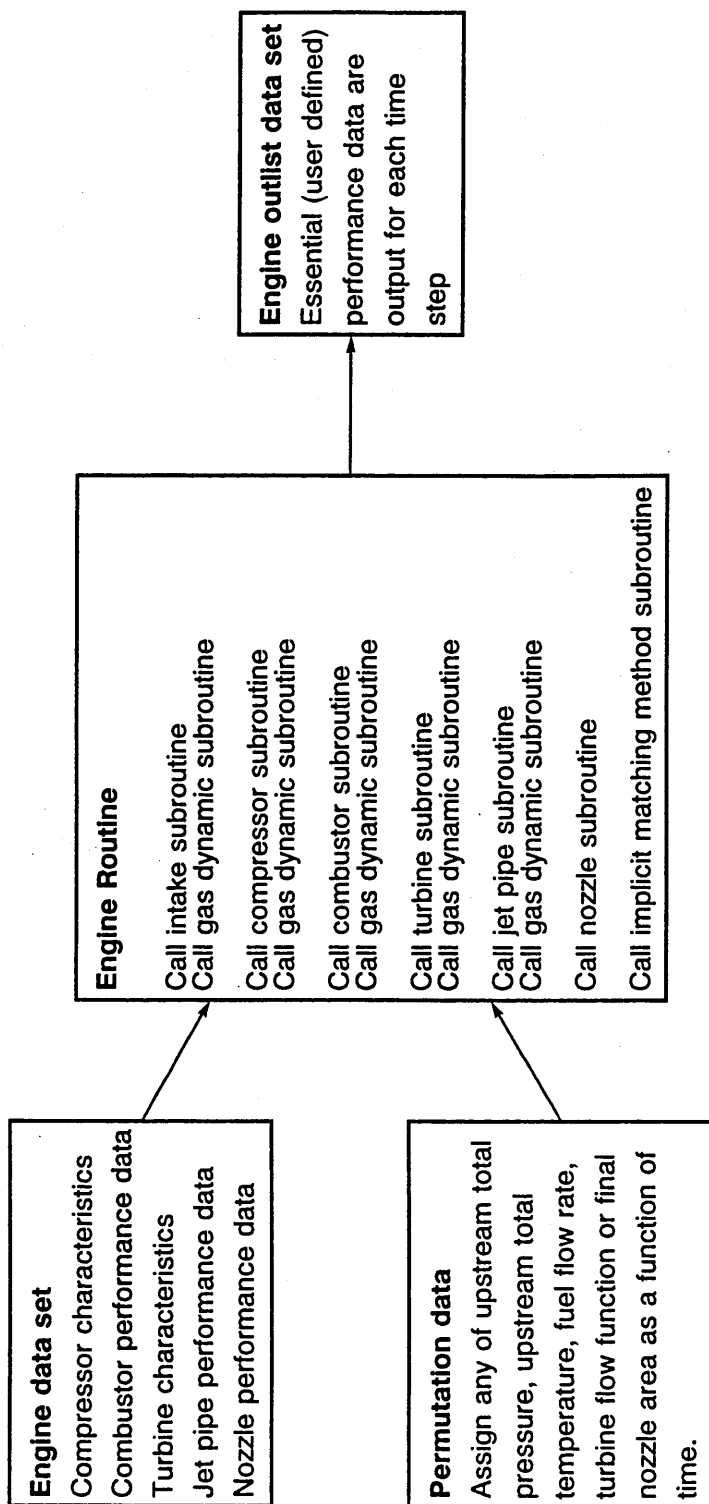 Engine data set
Compressor characteristics
Combustor performance data
Turbine characteristics
Jet pipe performance data
Nozzle performance data
Permutation data
Assign any of upstream total
pressure, upstream total
temperature, fuel flow rate,
turbine flow function or final
nozzle area as a function of
time.
Engine Routine
Call intake subroutine
Call gas dynamic subroutine
Call compressor subroutine
Call gas dynamic subroutine
Call combustor subroutine
Call gas dynamic subroutine
Call turbine subroutine
Call gas dynamic subroutine
Call jet pipe subroutine
Call gas dynamic subroutine
Call nozzle subroutine
Call implicit matching method subroutine
Engine outlist data set
Essential (user defined)
performance data are
output for each time
step